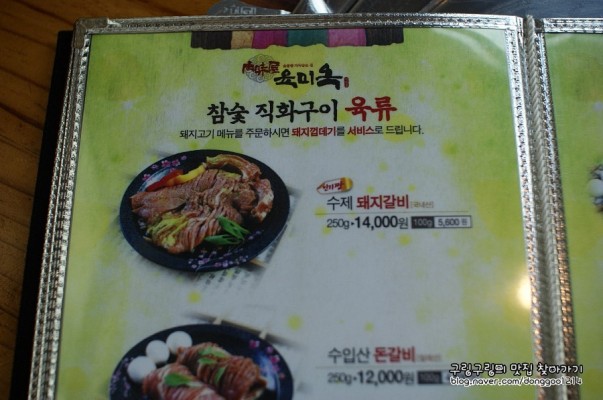 肉味屋 육미옥
참숯 직화구이 육류
돼지고기 메뉴를 주문하시면 돼지껍데기를 서비스로 드립니다.
수제 돼지갈비
250g•14,000원 100g 5,600원
수입산 돈갈비
250g•12,000원
구링구링의 맛집 찾아가기
blog.naver.com/donggoo1214